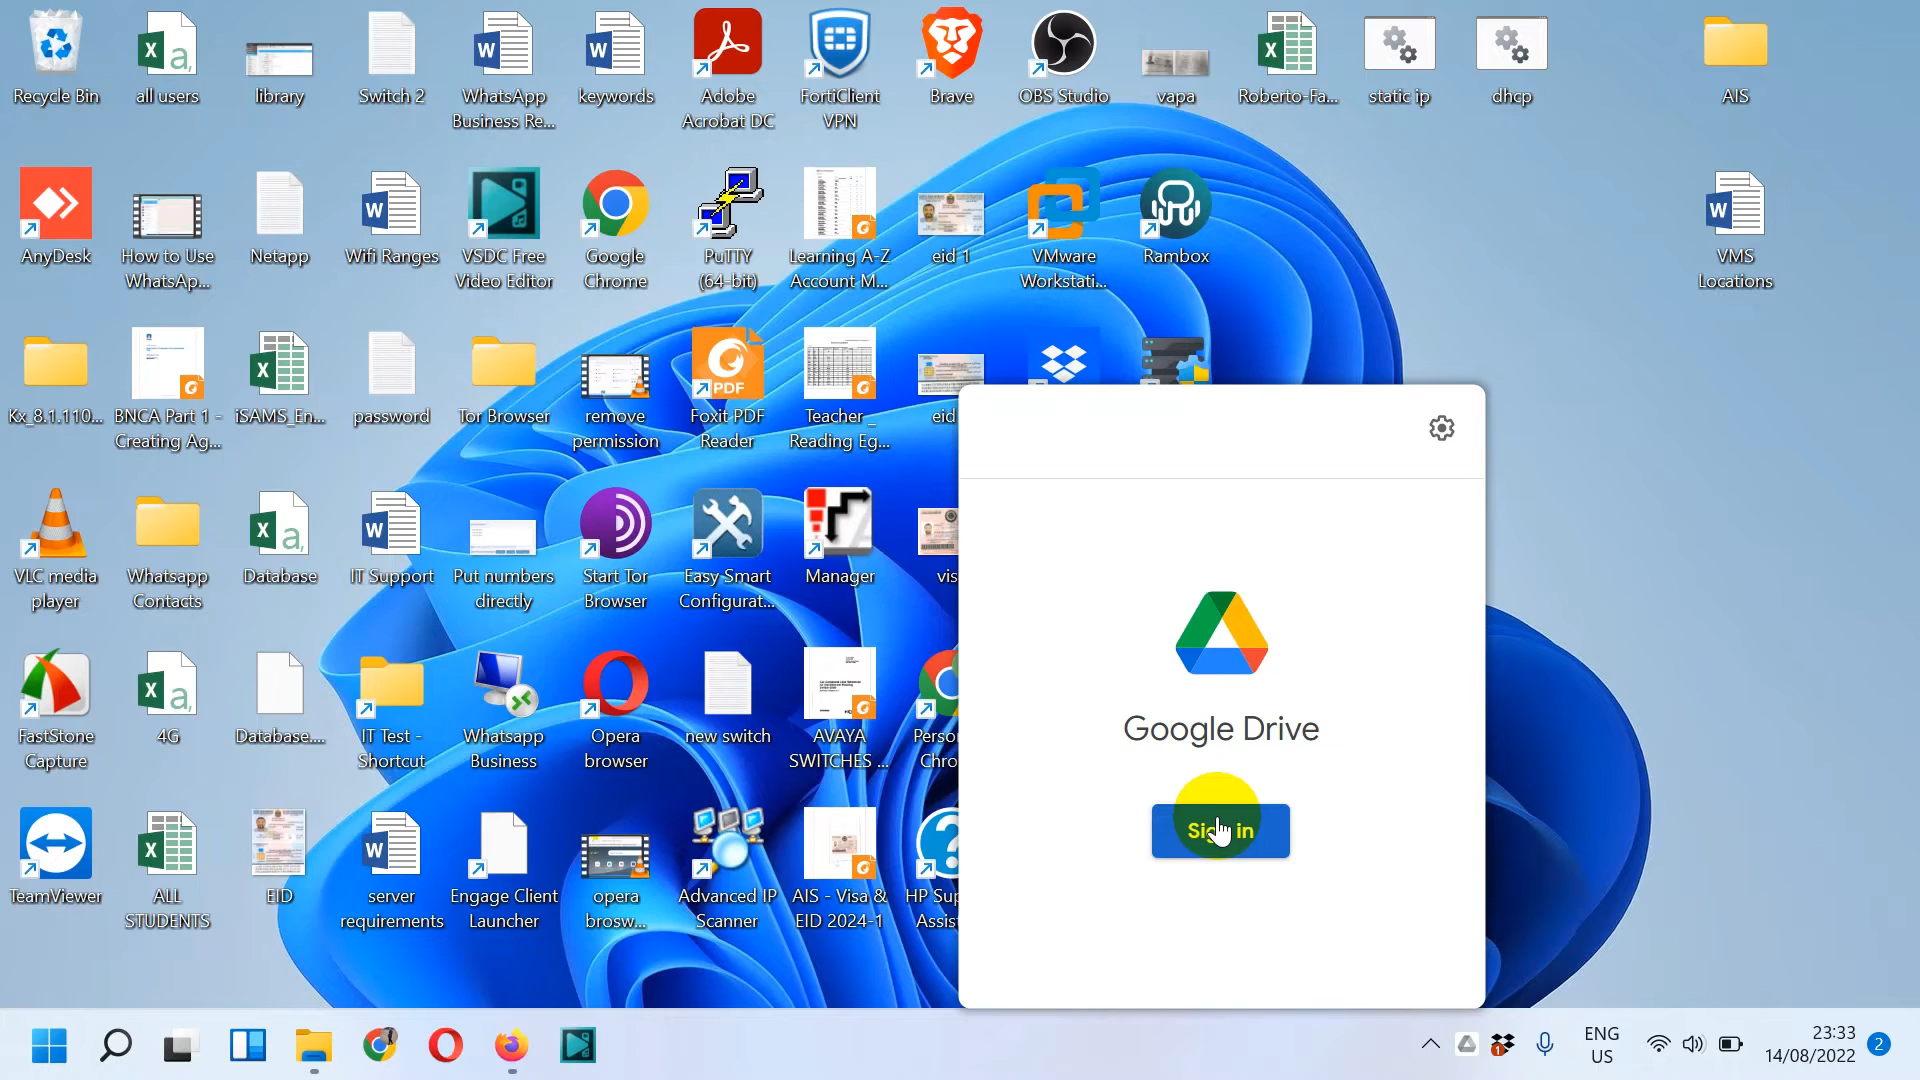 Recycle Bin
all users
library
Switch 2
WhatsApp
Business Re...
keywords
Adobe
Acrobat DC
FortiClient
VPN
Brave
OBS Studio
vapa
Roberto-Fa...
static ip
dhcp
AIS
AnyDesk
How to Use
WhatsAp...
Netapp
Wifi Ranges
VSDC Free
Video Editor
Google
Chrome
PuTTY
(64-bit)
Learning A-Z
Account M...
eid 1
VMware
Workstati...
Rambox
VMS
Locations
Kx_8.1.110...
BNCA Part 1 -
Creating Ag...
iSAMS_En...
password
Tor Browser
remove
permission
PDF
Foxit PDF
Reader
Teacher _
Reading Eg...
eid
VLC media
player
Whatsapp
Contacts
Database
IT Support
Put numbers
directly
Start Tor
Browser
Easy Smart
Configurat...
Manager
vis
Google Drive
Sign in
FastStone
Capture
4G
Database....
IT Test -
Shortcut
Whatsapp
Business
Opera
browser
new switch
AVAYA
SWITCHES ...
Perso
Chro
TeamViewer
ALL
STUDENTS
EID
server
requirements
Engage Client
Launcher
opera
brosw...
Advanced IP
Scanner
AIS - Visa &
EID 2024-1
HP Sup
Assis
ENG
US
23:33
14/08/2022
2